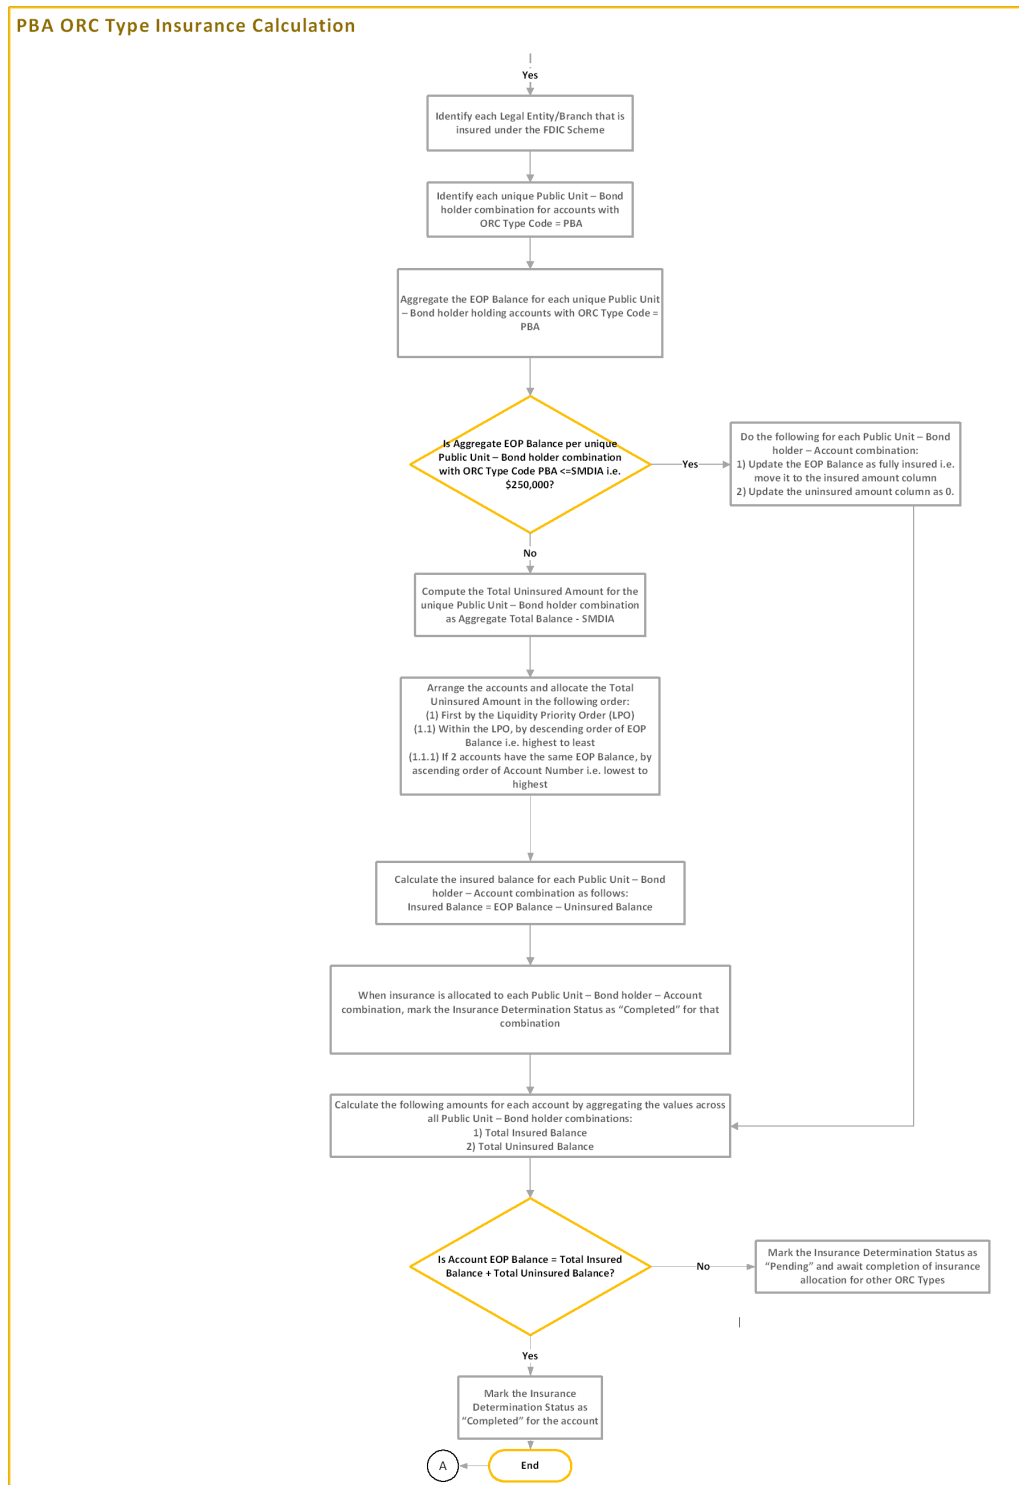 PBA ORC Type Insurance Calculation
Yes
Identify each Legal Entity/Branch that is
insured under the FDIC Scheme
Identify each unique Public Unit – Bond
holder combination for accounts with
ORC Type Code = PBA
Aggregate the EOP Balance for each unique Public Unit
– Bond holder holding accounts with ORC Type Code =
PBA
Is Aggregate EOP Balance per unique
Public Unit – Bond holder combination
with ORC Type Code PBA <=SMDIA i.e.
$250,000?
Yes
Do the following for each Public Unit – Bond
holder – Account combination:
1) Update the EOP Balance as fully insured i.e.
move it to the insured amount column
2) Update the uninsured amount column as 0.
No
Compute the Total Uninsured Amount for the
unique Public Unit – Bond holder combination
as Aggregate Total Balance - SMDIA
Arrange the accounts and allocate the Total
Uninsured Amount in the following order:
(1) First by the Liquidity Priority Order (LPO)
(1.1) Within the LPO, by descending order of EOP
Balance i.e. highest to least
(1.1.1) If 2 accounts have the same EOP Balance, by
ascending order of Account Number i.e. lowest to
highest
Calculate the insured balance for each Public Unit – Bond
holder – Account combination as follows:
Insured Balance = EOP Balance – Uninsured Balance
When insurance is allocated to each Public Unit – Bond holder – Account
combination, mark the Insurance Determination Status as “Completed” for that
combination
Calculate the following amounts for each account by aggregating the values across
all Public Unit – Bond holder combinations:
1) Total Insured Balance
2) Total Uninsured Balance
Is Account EOP Balance = Total Insured
Balance + Total Uninsured Balance?
No
Mark the Insurance Determination Status as
“Pending” and await completion of insurance
allocation for other ORC Types
Yes
Mark the Insurance
Determination Status as
“Completed” for the account
A
End